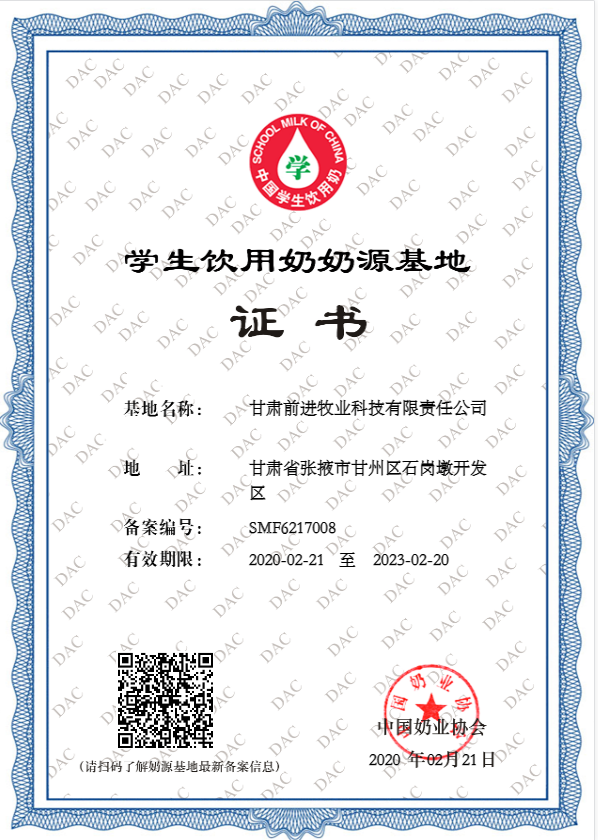 SCHOOL MILK OF CHINA
学
中国学生饮用奶
学生饮用奶奶源基地
证 书
基地名称： 甘肃前进牧业科技有限责任公司
地 址： 甘肃省张掖市甘州区石岗墩开发
区
备案编号： SMF6217008
有效期限： 2020-02-21 至 2023-02-20
中国奶业协会
中国奶业协会
2020 年02月21日
(请扫码了解奶源基地最新备案信息)
DAC